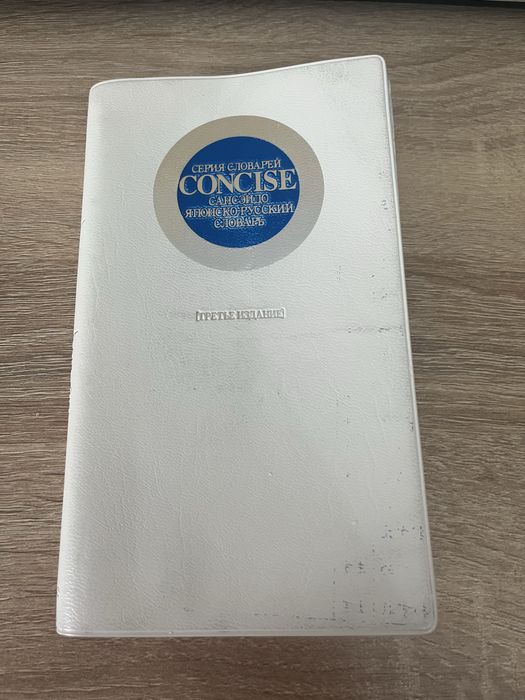 СЕРИЯ СЛОВАРЕЙ
CONCISE
САНСЭЙДО
ЯПОНСКО-РУССКИЙ
СЛОВАРЬ
[ТРЕТЬЕ ИЗДАНИЕ]